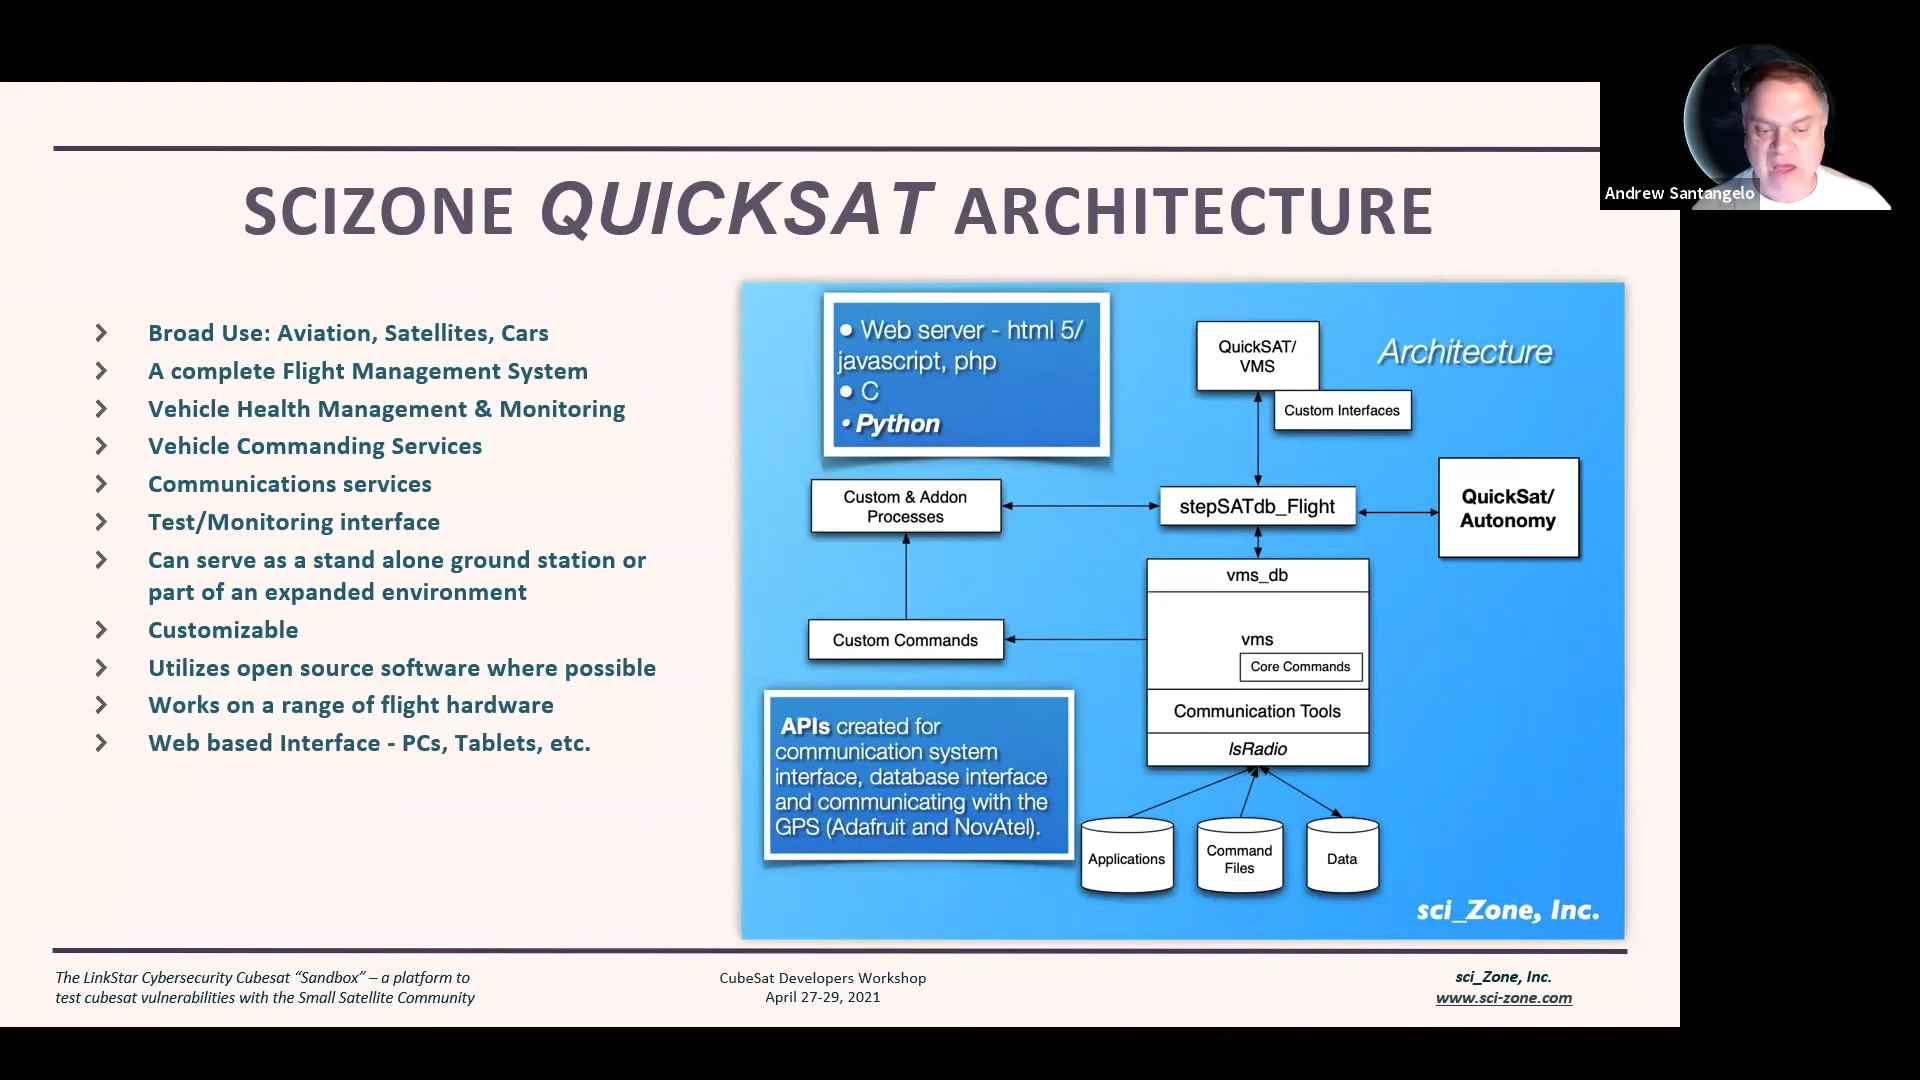 Andrew Santangelo
SCIZONE QUICKSAT ARCHITECTURE
Broad Use: Aviation, Satellites, Cars
A complete Flight Management System
Vehicle Health Management & Monitoring
Vehicle Commanding Services
Communications services
Test/Monitoring interface
Can serve as a stand alone ground station or
part of an expanded environment
Customizable
Utilizes open source software where possible
Works on a range of flight hardware
Web based Interface - PCs, Tablets, etc.
● Web server - html 5/
javascript, php
● C
• Python
QuickSAT/
VMS
Architecture
Custom Interfaces
Custom & Addon
Processes
stepSATdb_Flight
QuickSat/
Autonomy
vms_db
vms
Custom Commands
Core Commands
Communication Tools
lsRadio
APIs created for
communication system
interface, database interface
and communicating with the
GPS (Adafruit and NovAtel).
Applications
Command
Files
Data
sci_Zone, Inc.
The LinkStar Cybersecurity Cubesat “Sandbox” – a platform to
test cubesat vulnerabilities with the Small Satellite Community
CubeSat Developers Workshop
April 27-29, 2021
sci_Zone, Inc.
www.sci-zone.com